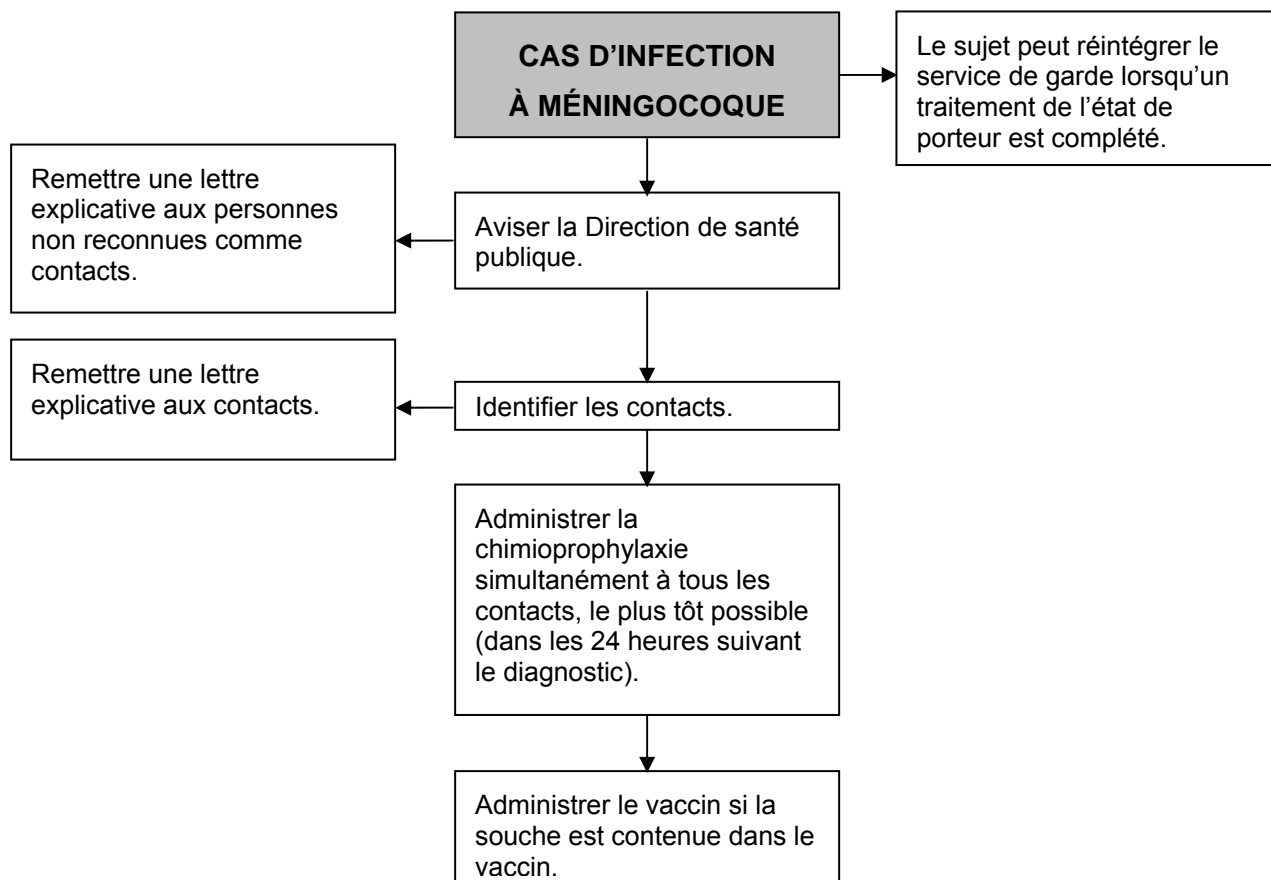 CAS D'INFECTION
À MÉNINGOCOQUE
Le sujet peut réintégrer le
service de garde lorsqu'un
traitement de l'état de
porteur est complété.
Remettre une lettre
explicative aux personnes
non reconnues comme
contacts.
Aviser la Direction de santé
publique.
Remettre une lettre
explicative aux contacts.
Identifier les contacts.
Administrer la
chimioprophylaxie
simultanément à tous les
contacts, le plus tôt possible
(dans les 24 heures suivant
le diagnostic).
Administrer le vaccin si la
souche est contenue dans le
vaccin.